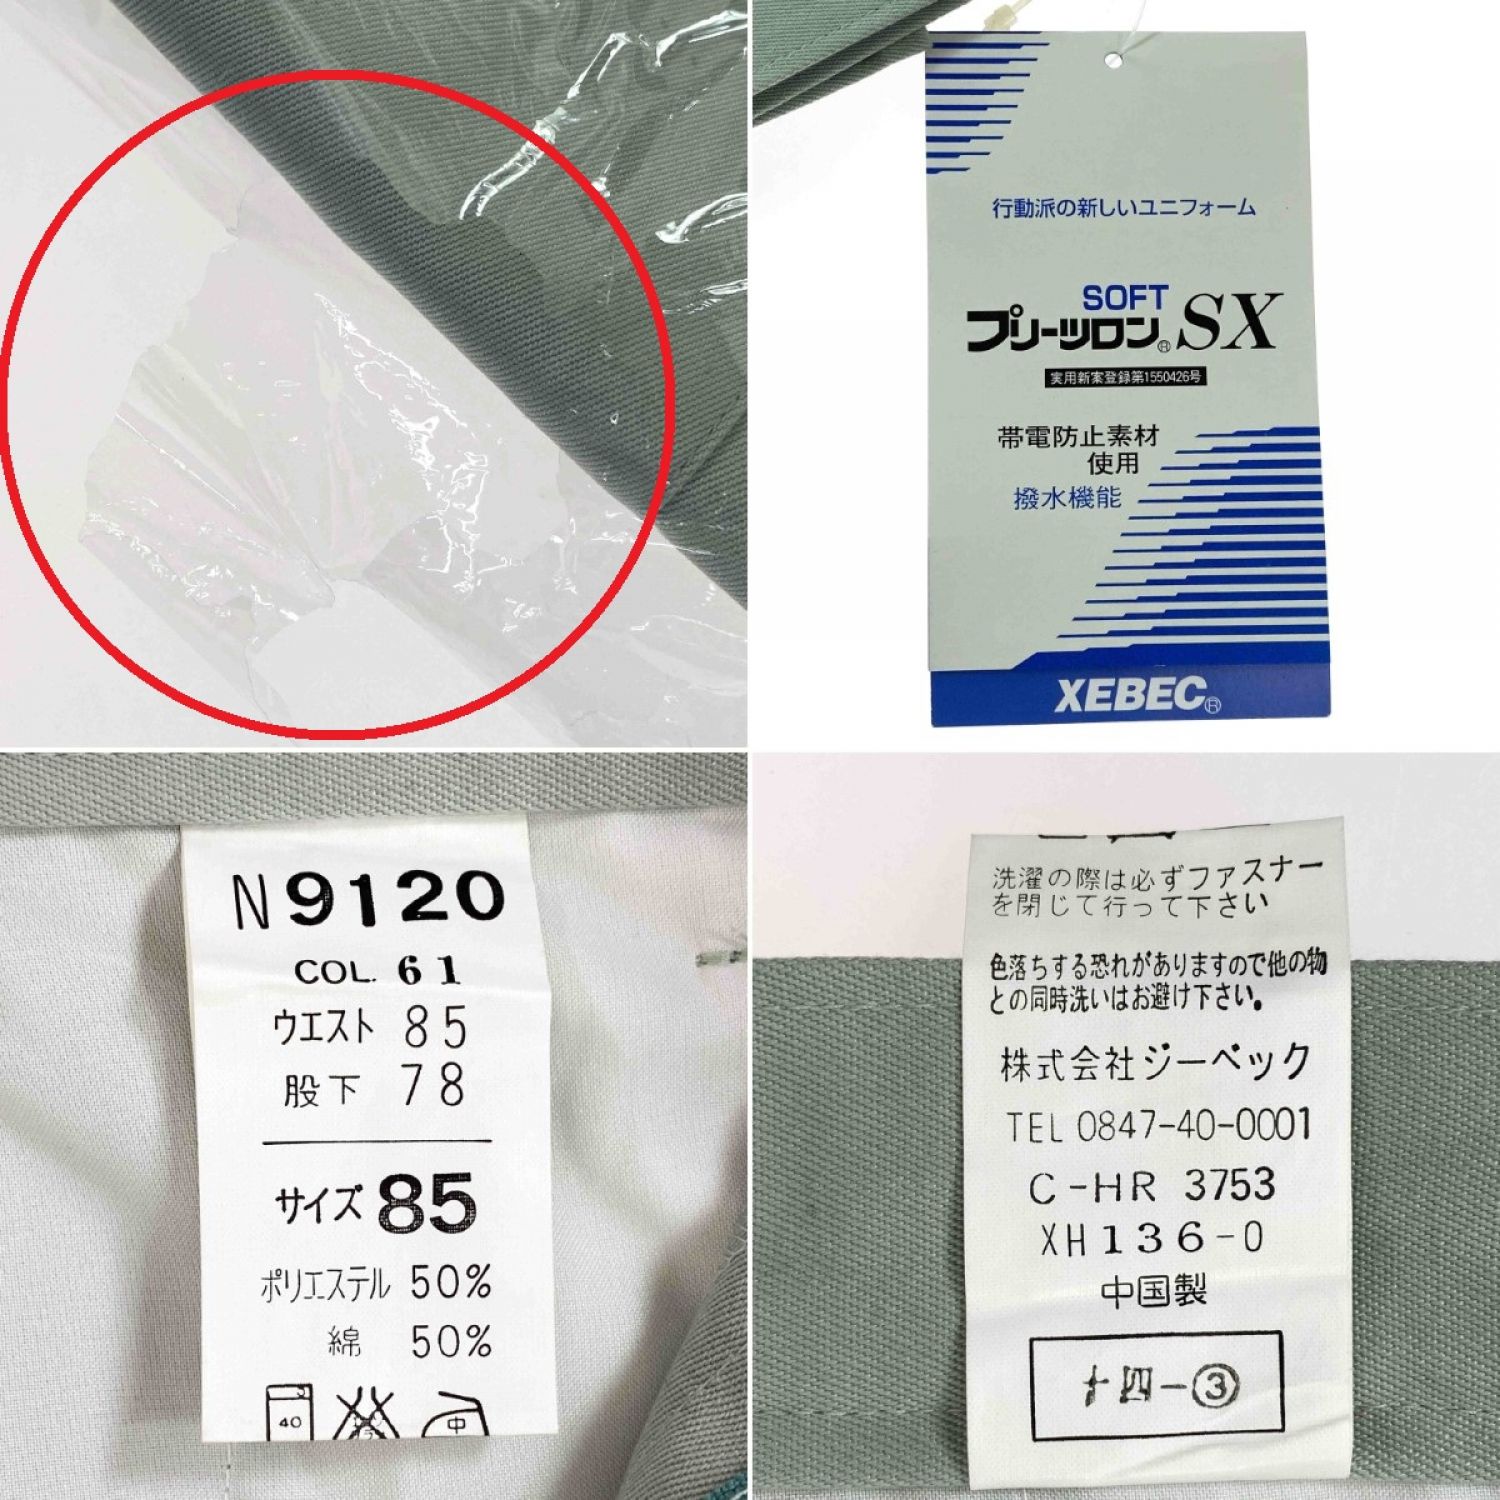 行動派の新しいユニフォーム
SOFT
プリーツロン® SX
実用新案登録第1550426号
帯電防止素材
使用
撥水機能
XEBEC®
N 9120
COL. 61
ウエスト 85
股下 78
サイズ 85
ポリエステル 50%
綿 50%
40
中
洗濯の際は必ずファスナー
を閉じて行って下さい
色落ちする恐れがありますので他の物
との同時洗いはお避け下さい。
株式会社ジーベック
TEL 0847-40-0001
C-HR 3753
XH136-0
中国製
十四-③